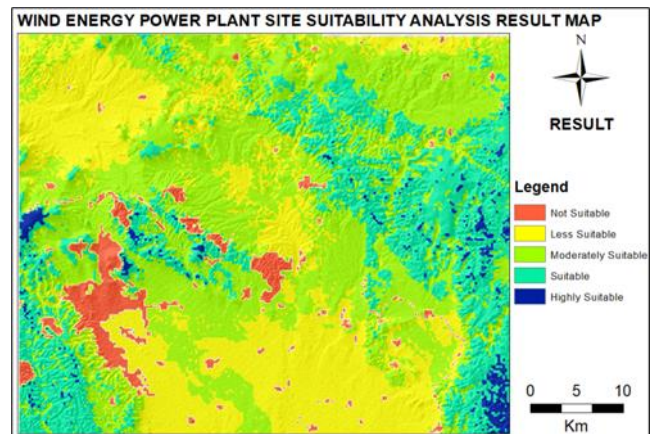 WIND ENERGY POWER PLANT SITE SUITABILITY ANALYSIS RESULT MAP
N
RESULT
Legend
Not Suitable
Less Suitable
Moderately Suitable
Suitable
Highly Suitable
0 5 10
Km